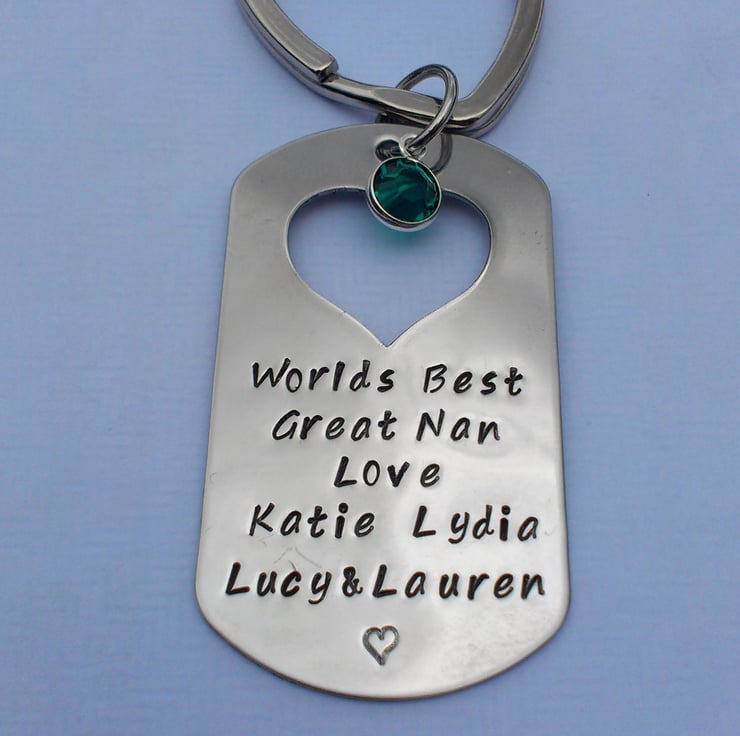 Worlds Best
Great Nan
Love
Katie Lydia
Lucy&Lauren